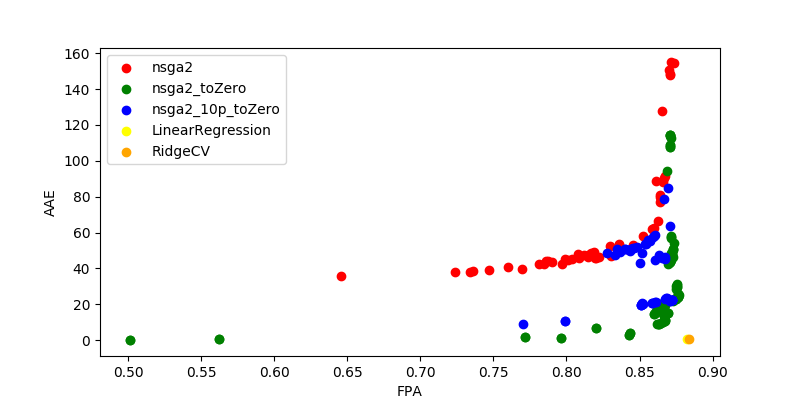 160
140
120
100
80
60
40
20
0
AAE
nsga2
nsga2_toZero
nsga2_10p_toZero
LinearRegression
RidgeCV
0.50 0.55 0.60 0.65 0.70 0.75 0.80 0.85 0.90
FPA